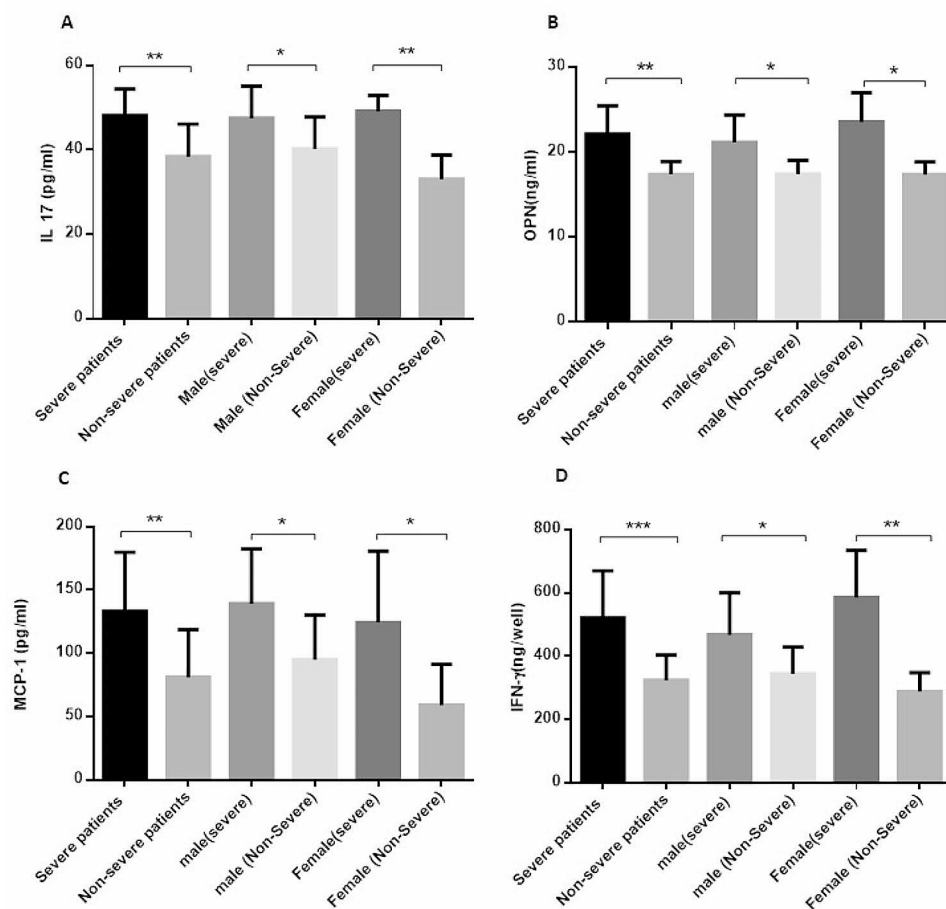 A
IL 17 (pg/ml)
60
40
20
0
**
*
**
Severe patients
Non-severe patients
Male(severe)
Male (Non-Severe)
Female(severe)
Female (Non-Severe)
B
OPN(ng/ml)
30
20
10
0
**
*
*
Severe patients
Non-severe patients
male(severe)
male (Non-Severe)
Female(severe)
Female (Non-Severe)
C
MCP-1 (pg/ml)
200
150
100
50
0
**
*
*
Severe patients
Non-severe patients
male(severe)
male (Non-Severe)
Female(severe)
Female (Non-Severe)
D
IFN-γ(ng/well)
800
600
400
200
0
***
*
**
Severe patients
Non-severe patients
male(severe)
male (Non-Severe)
Female(severe)
Female (Non-Severe)